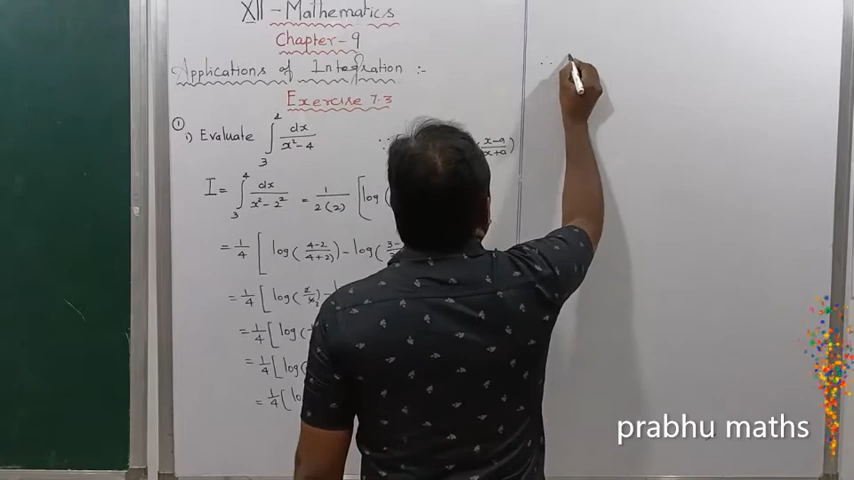 XII - Mathematics
Chapter - 9
Applications of Integration :-
Exercise 7.3
① i) Evaluate ∫₃⁴ dx/(x²-4) ∵ (x-a)/(x+a))
I = ∫₃⁴ dx/(x²-2²) = 1/(2(2)) [log (
= 1/4 [ log((4-2)/(4+2)) - log(
= 1/4 [ log(
= 1/4 [ log(
= 1/4 [ log(
= 1/4 [
∴
prabhu maths